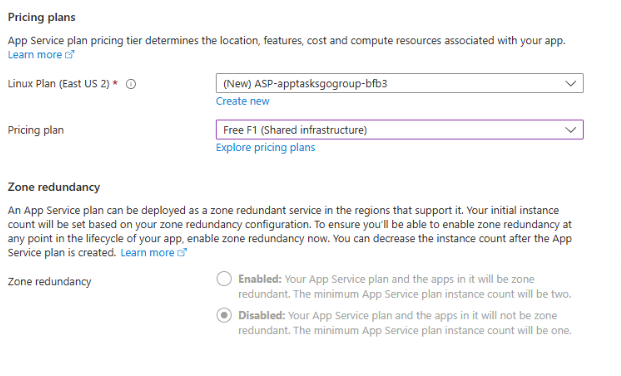 Pricing plans
App Service plan pricing tier determines the location, features, cost and compute resources associated with your app.
Learn more
Linux Plan (East US 2) *
(New) ASP-apptasksgogroup-bfb3
Create new
Pricing plan
Free F1 (Shared infrastructure)
Explore pricing plans
Zone redundancy
An App Service plan can be deployed as a zone redundant service in the regions that support it. Your initial instance
count will be set based on your zone redundancy configuration. To ensure you'll be able to enable zone redundancy at
any point in the lifecycle of your app, enable zone redundancy now. You can decrease the instance count after the App
Service plan is created. Learn more
Zone redundancy
Enabled: Your App Service plan and the apps in it will be zone
redundant. The minimum App Service plan instance count will be two.
Disabled: Your App Service Plan and the apps in it will not be zone
redundant. The minimum App Service plan instance count will be one.